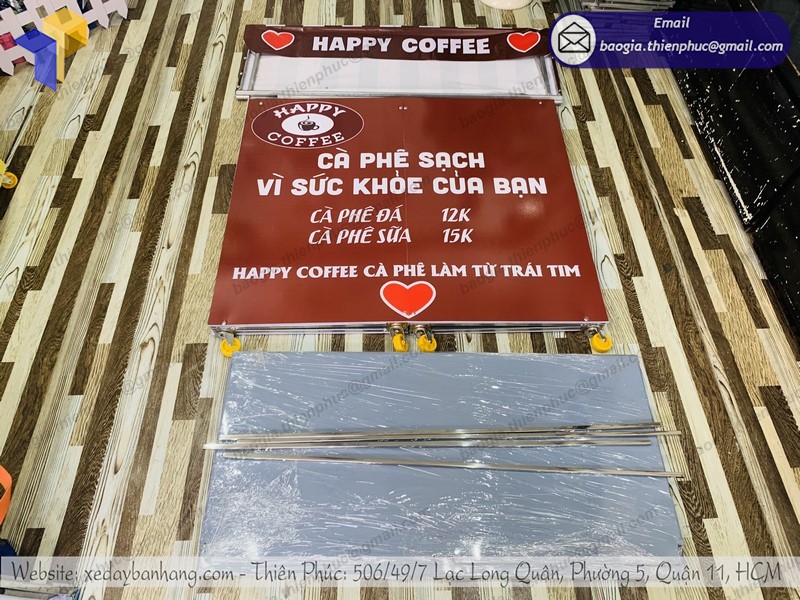 Email
baogia.thienphuc@gmail.com
HAPPY COFFEE
HAPPY
COFFEE
CÀ PHÊ SẠCH
VÌ SỨC KHỎE CỦA BẠN
CÀ PHÊ ĐÁ 12K
CÀ PHÊ SỮA 15K
HAPPY COFFEE CÀ PHÊ LÀM TỪ TRÁI TIM
Website: xedaybanhang.com - Thiên Phúc: 506/49/7 Lạc Long Quân, Phường 5, Quận 11, HCM